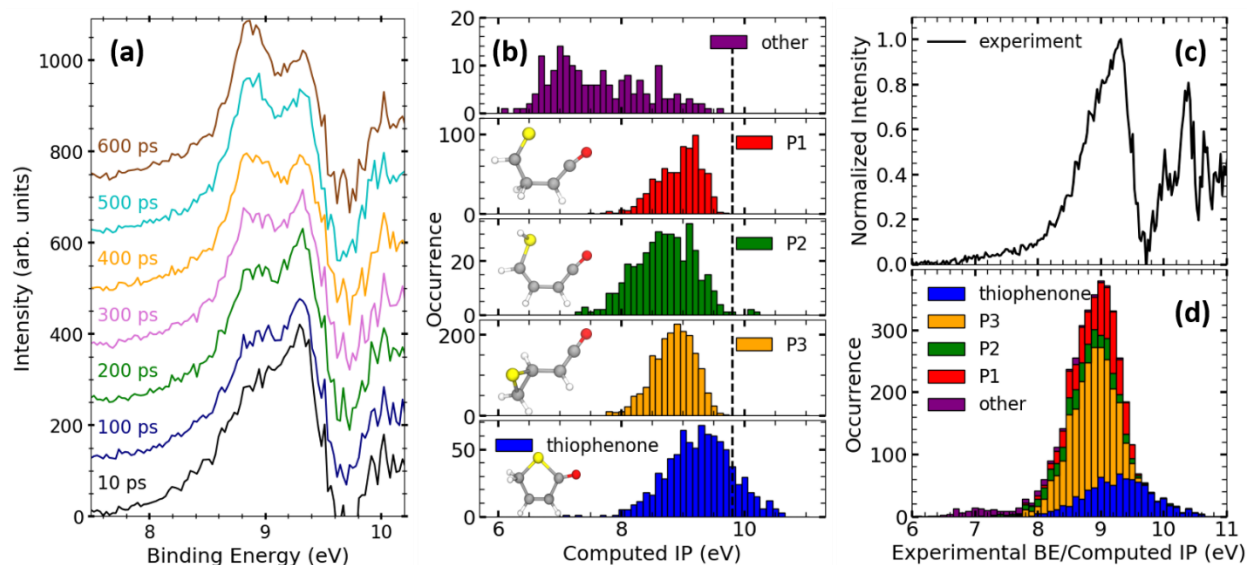 (a)
1000
800
600
400
200
0
600 ps
500 ps
400 ps
300 ps
200 ps
100 ps
10 ps
8
9
10
Binding Energy (eV)
Intensity (arb. units)
(b)
20
10
0
other
100
0
P1
20
0
P2
200
0
P3
50
0
thiophenone
6
8
10
Computed IP (eV)
Occurrence
(c)
1.0
0.8
0.6
0.4
0.2
0.0
experiment
Normalized Intensity
(d)
300
200
100
0
thiophenone
P3
P2
P1
other
6
7
8
9
10
11
Experimental BE/Computed IP (eV)
Occurrence